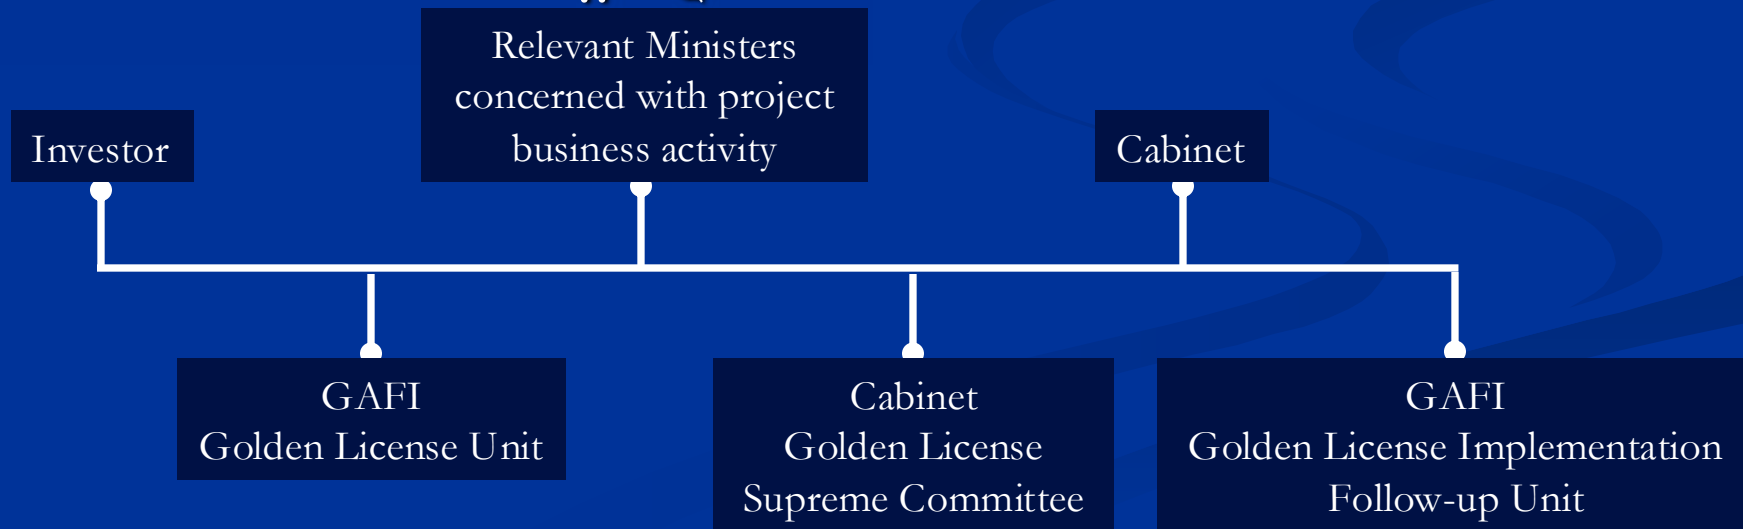 Relevant Ministers
concerned with project
business activity
Investor
Cabinet
GAFI
Golden License Unit
Cabinet
Golden License
Supreme Committee
GAFI
Golden License Implementation
Follow-up Unit